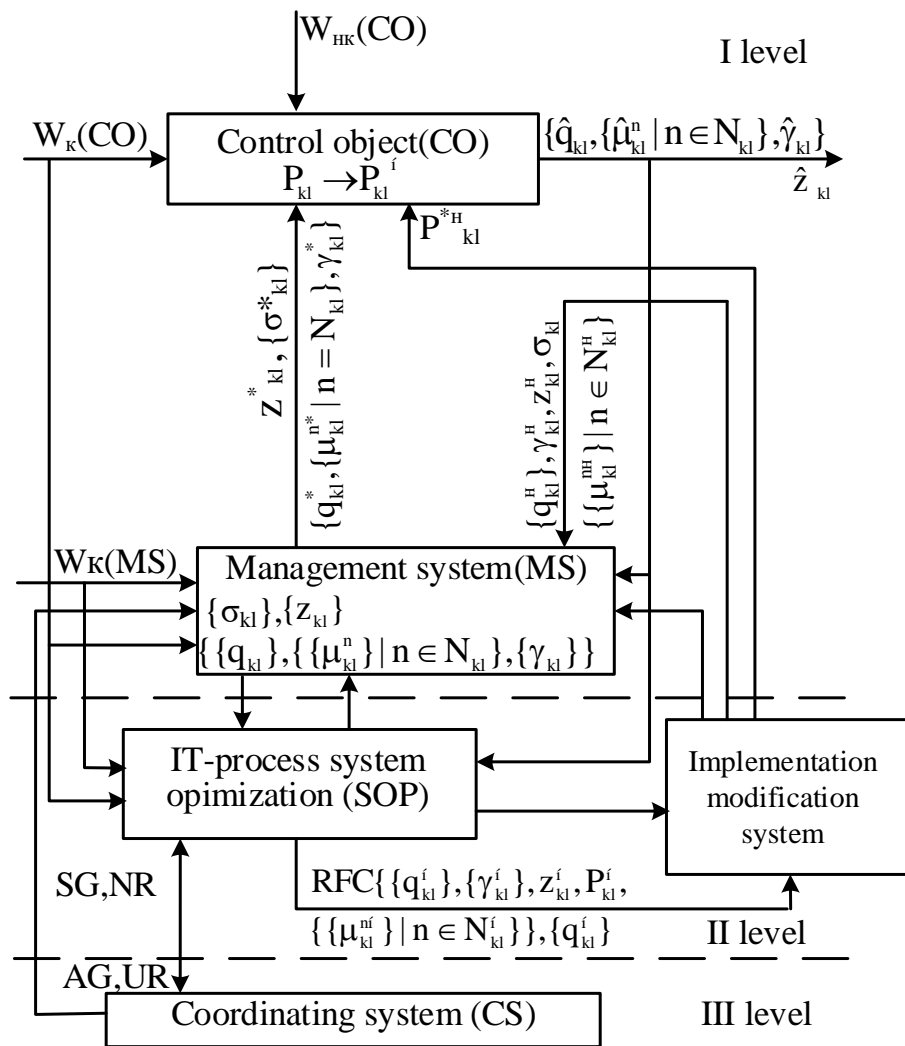 W_нк(CO)
I level
W_к(CO)
Control object(CO)
P_kl → P_kl^í
{q̂_kl,{μ̂_kl^n | n ∈ N_kl},γ̂_kl}
ẑ_kl
P^*н_kl
z^*_kl,{σ*_kl}
{q^*_kl,{μ_kl^n* | n = N_kl},γ_kl^*}
{q_kl^н},γ_kl^н,z_kl^н,σ_kl
{{μ_kl^nн} | n ∈ N_kl^н}
Wк(MS)
Management system(MS)
{σ_kl},{z_kl}
{{q_kl},{{μ_kl^n} | n ∈ N_kl},{γ_kl}}
IT-process system
opimization (SOP)
Implementation
modification
system
SG,NR
RFC{{q_kl^í},{γ_kl^í},z_kl^í,P_kl^í,
{{μ_kl^ní} | n ∈ N_kl^í}},{q_kl^í}
II level
AG,UR
Coordinating system (CS)
III level